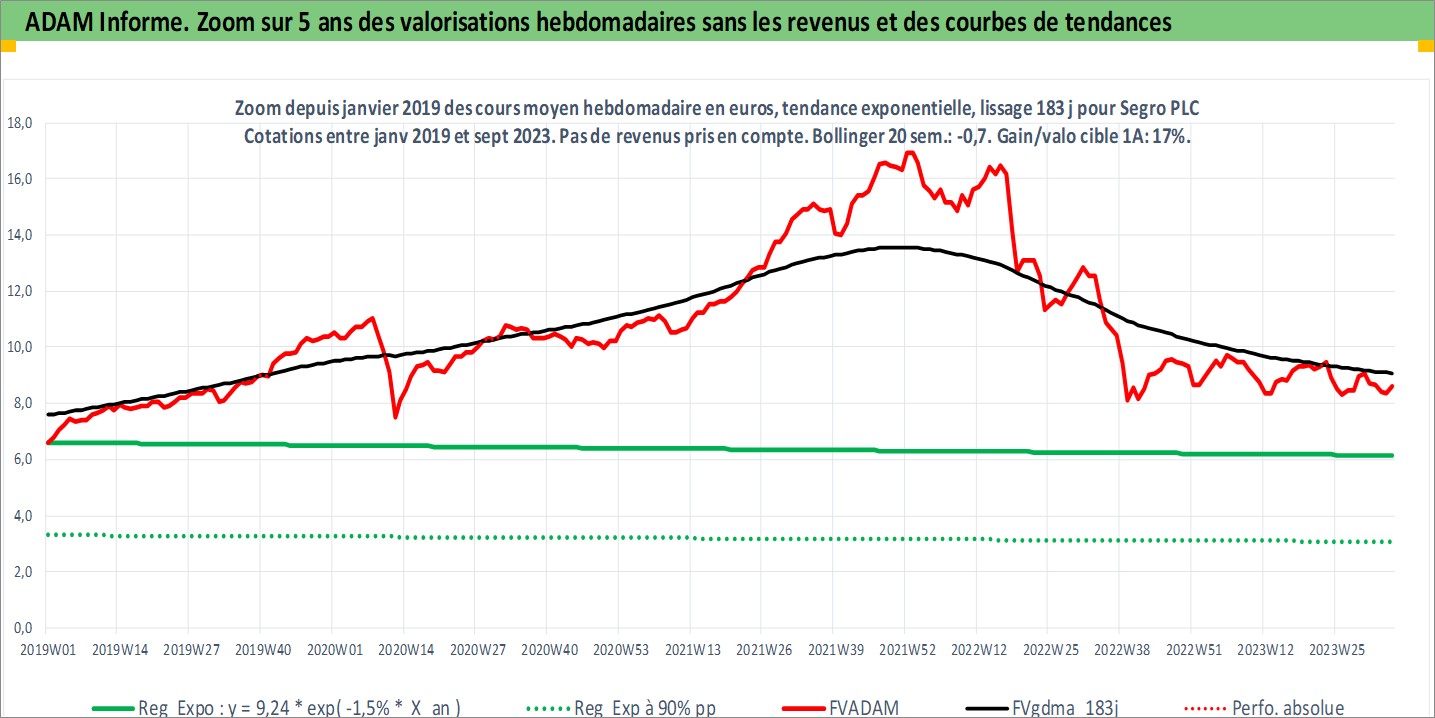 ADAM Informe. Zoom sur 5 ans des valorisations hebdomadaires sans les revenus et des courbes de tendances
Zoom depuis janvier 2019 des cours moyen hebdomadaire en euros, tendance exponentielle, lissage 183 j pour Segro PLC
Cotations entre janv 2019 et sept 2023. Pas de revenus pris en compte. Bollinger 20 sem.: -0,7. Gain/valo cible 1A: 17%.
18,0
16,0
14,0
12,0
10,0
8,0
6,0
4,0
2,0
0,0
2019W01 2019W14 2019W27 2019W40 2020W01 2020W14 2020W27 2020W40 2020W53 2021W13 2021W26 2021W39 2021W52 2022W12 2022W25 2022W38 2022W51 2023W12 2023W25
Reg Expo : y = 9,24 * exp( -1,5% * X an ) Reg Exp à 90% pp FVADAM FVgdma 183j Perfo. absolue